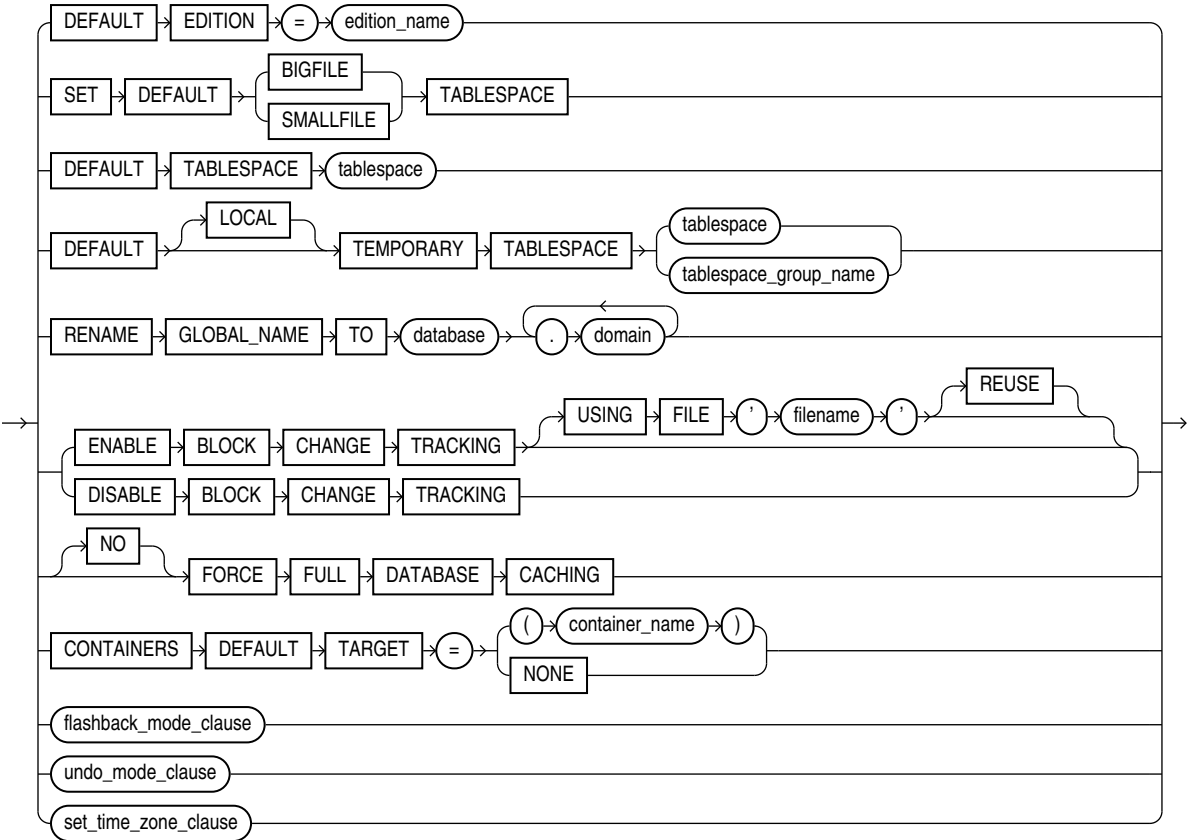 DEFAULT EDITION = edition_name
BIGFILE
SET DEFAULT TABLESPACE
SMALLFILE
DEFAULT TABLESPACE tablespace
LOCAL tablespace
DEFAULT TEMPORARY TABLESPACE
tablespace_group_name
RENAME GLOBAL_NAME TO database . domain
REUSE
USING FILE ' filename '
ENABLE BLOCK CHANGE TRACKING
DISABLE BLOCK CHANGE TRACKING
NO
FORCE FULL DATABASE CACHING
( container_name )
CONTAINERS DEFAULT TARGET =
NONE
flashback_mode_clause
undo_mode_clause
set_time_zone_clause